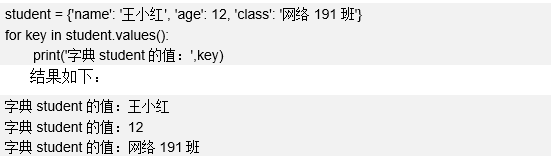 student = {'name': '王小红', 'age': 12, 'class': '网络 191 班'}
for key in student.values():
print('字典 student 的值：',key)
结果如下：
字典 student 的值：王小红
字典 student 的值：12
字典 student 的值：网络 191 班